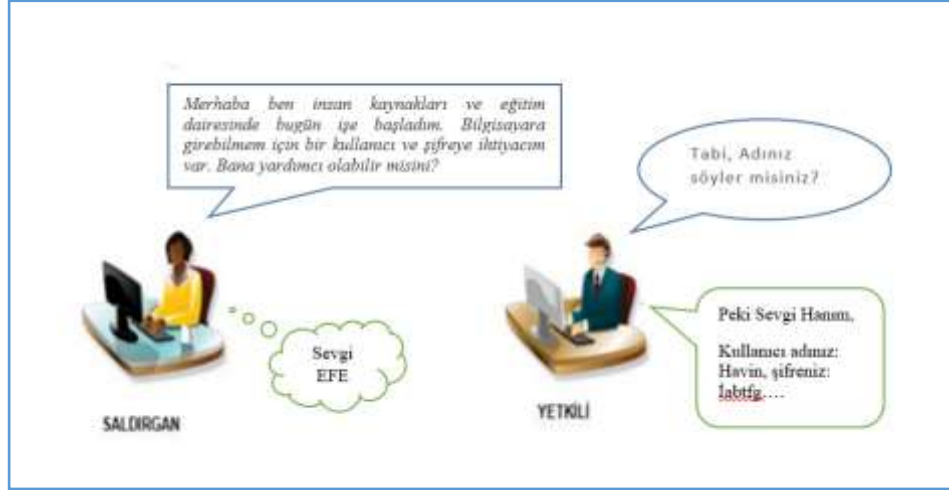 Merhaba ben insan kaynakları ve eğitim
dairesinde bugün işe başladım. Bilgisayara
girebilmem için bir kullanıcı ve şifreye ihtiyacım
var. Bana yardımcı olabilir misini?
Tabi, Adınız
söyler misiniz?
Sevgi
EFE
Peki Sevgi Hanım,
Kullanıcı adınız:
Havin, şifreniz:
1abtfg….
SALDIRGAN
YETKİLİ